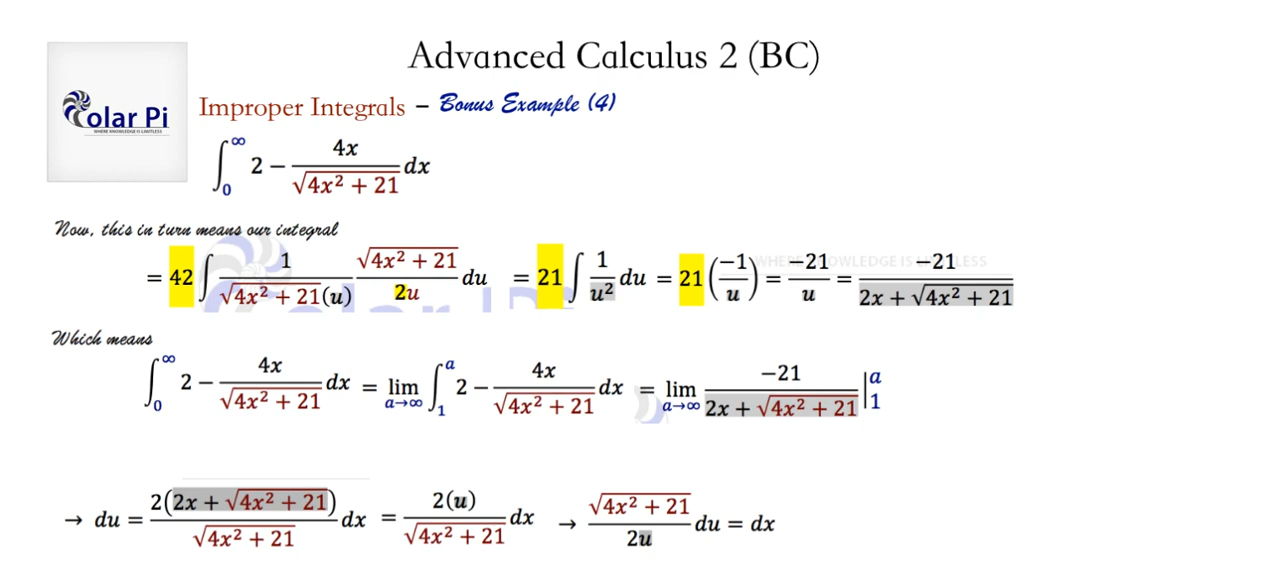 Advanced Calculus 2 (BC)
olar Pi
WHERE KNOWLEDGE IS LIMITLESS
Improper Integrals – Bonus Example (4)
∫₀^∞ 2 − 4x/√(4x² + 21) dx
Now, this in turn means our integral
= 42 ∫ 1/(√(4x² + 21)(u)) √(4x² + 21)/(2u) du = 21 ∫ 1/u² du = 21(−1/u) = −21/u = −21/(2x + √(4x² + 21))
Which means
∫₀^∞ 2 − 4x/√(4x² + 21) dx = lim a→∞ ∫₁^a 2 − 4x/√(4x² + 21) dx = lim a→∞ −21/(2x + √(4x² + 21)) |₁^a
→ du = 2(2x + √(4x² + 21))/√(4x² + 21) dx = 2(u)/√(4x² + 21) dx → √(4x² + 21)/(2u) du = dx